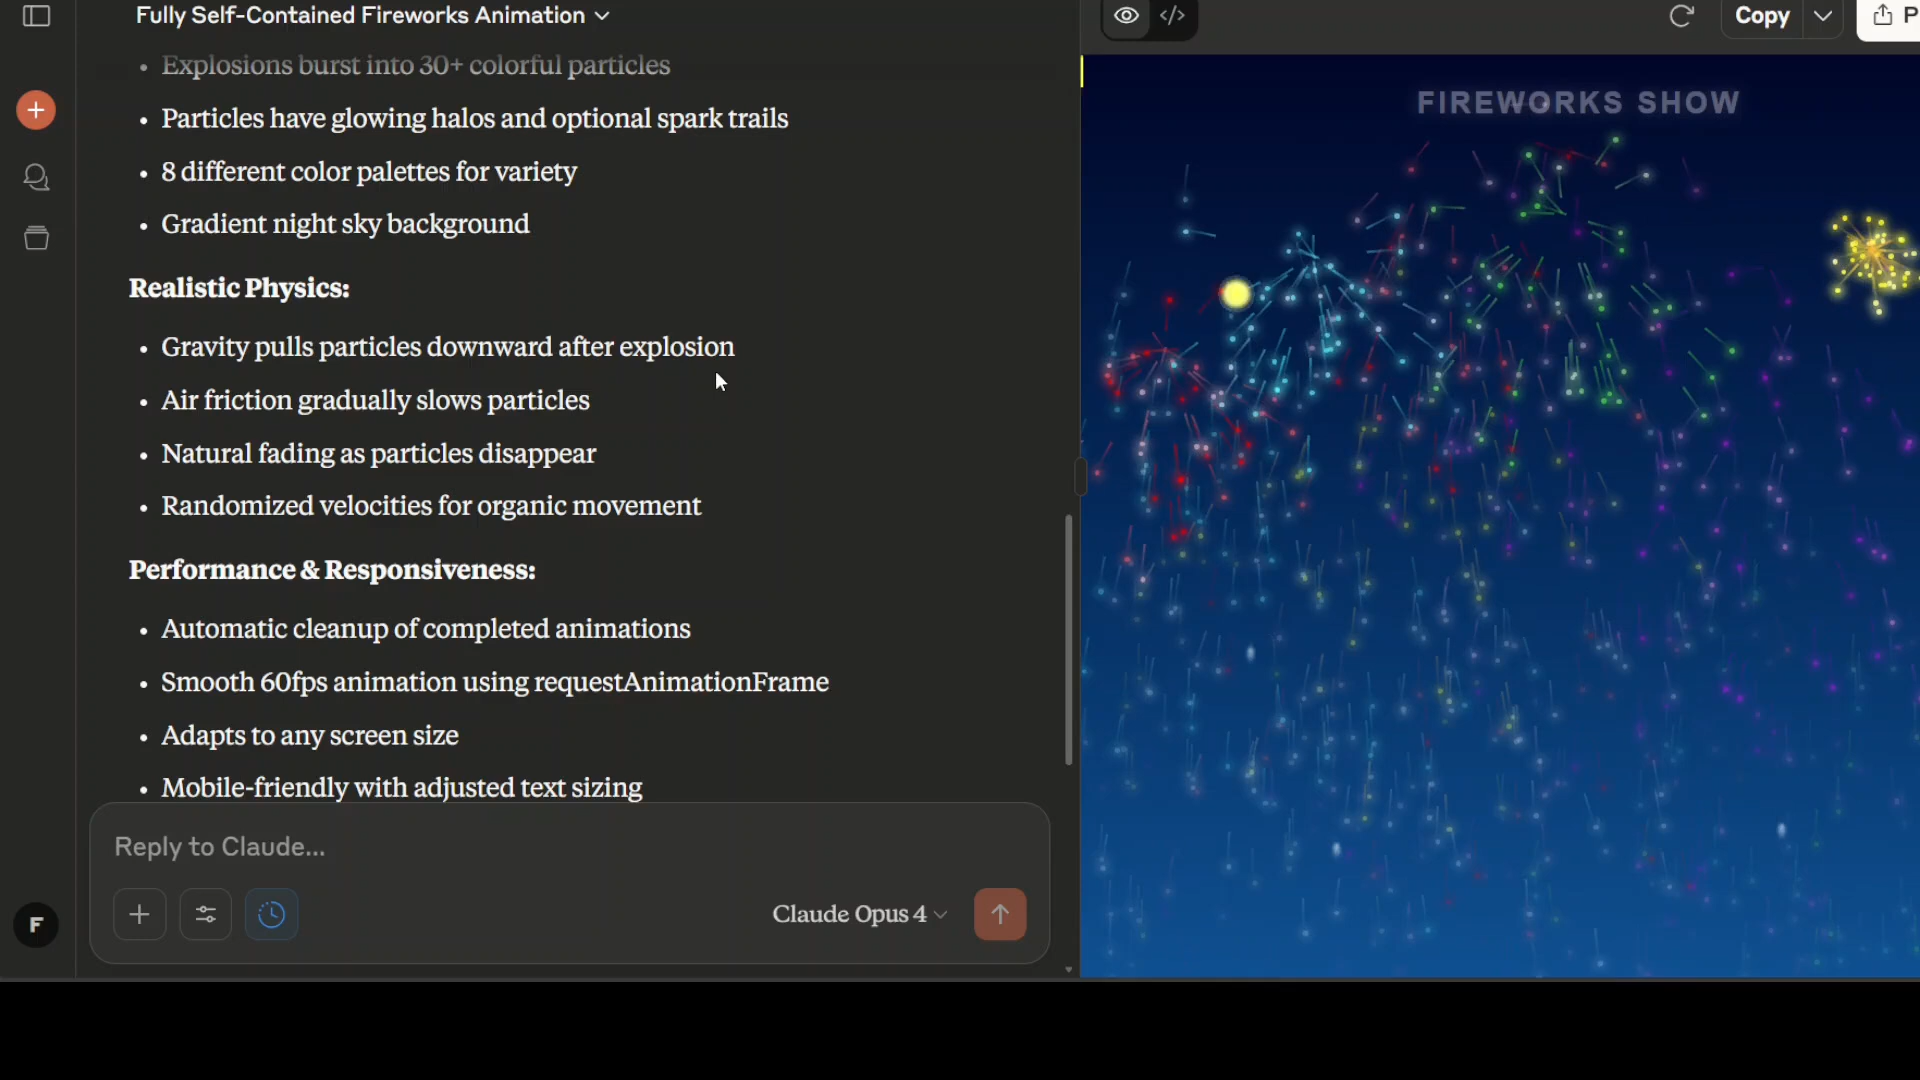 Fully Self-Contained Fireworks Animation
Explosions burst into 30+ colorful particles
Particles have glowing halos and optional spark trails
8 different color palettes for variety
Gradient night sky background
Realistic Physics:
Gravity pulls particles downward after explosion
Air friction gradually slows particles
Natural fading as particles disappear
Randomized velocities for organic movement
Performance & Responsiveness:
Automatic cleanup of completed animations
Smooth 60fps animation using requestAnimationFrame
Adapts to any screen size
Mobile-friendly with adjusted text sizing
Reply to Claude...
Claude Opus 4
F
Copy
P
FIREWORKS SHOW